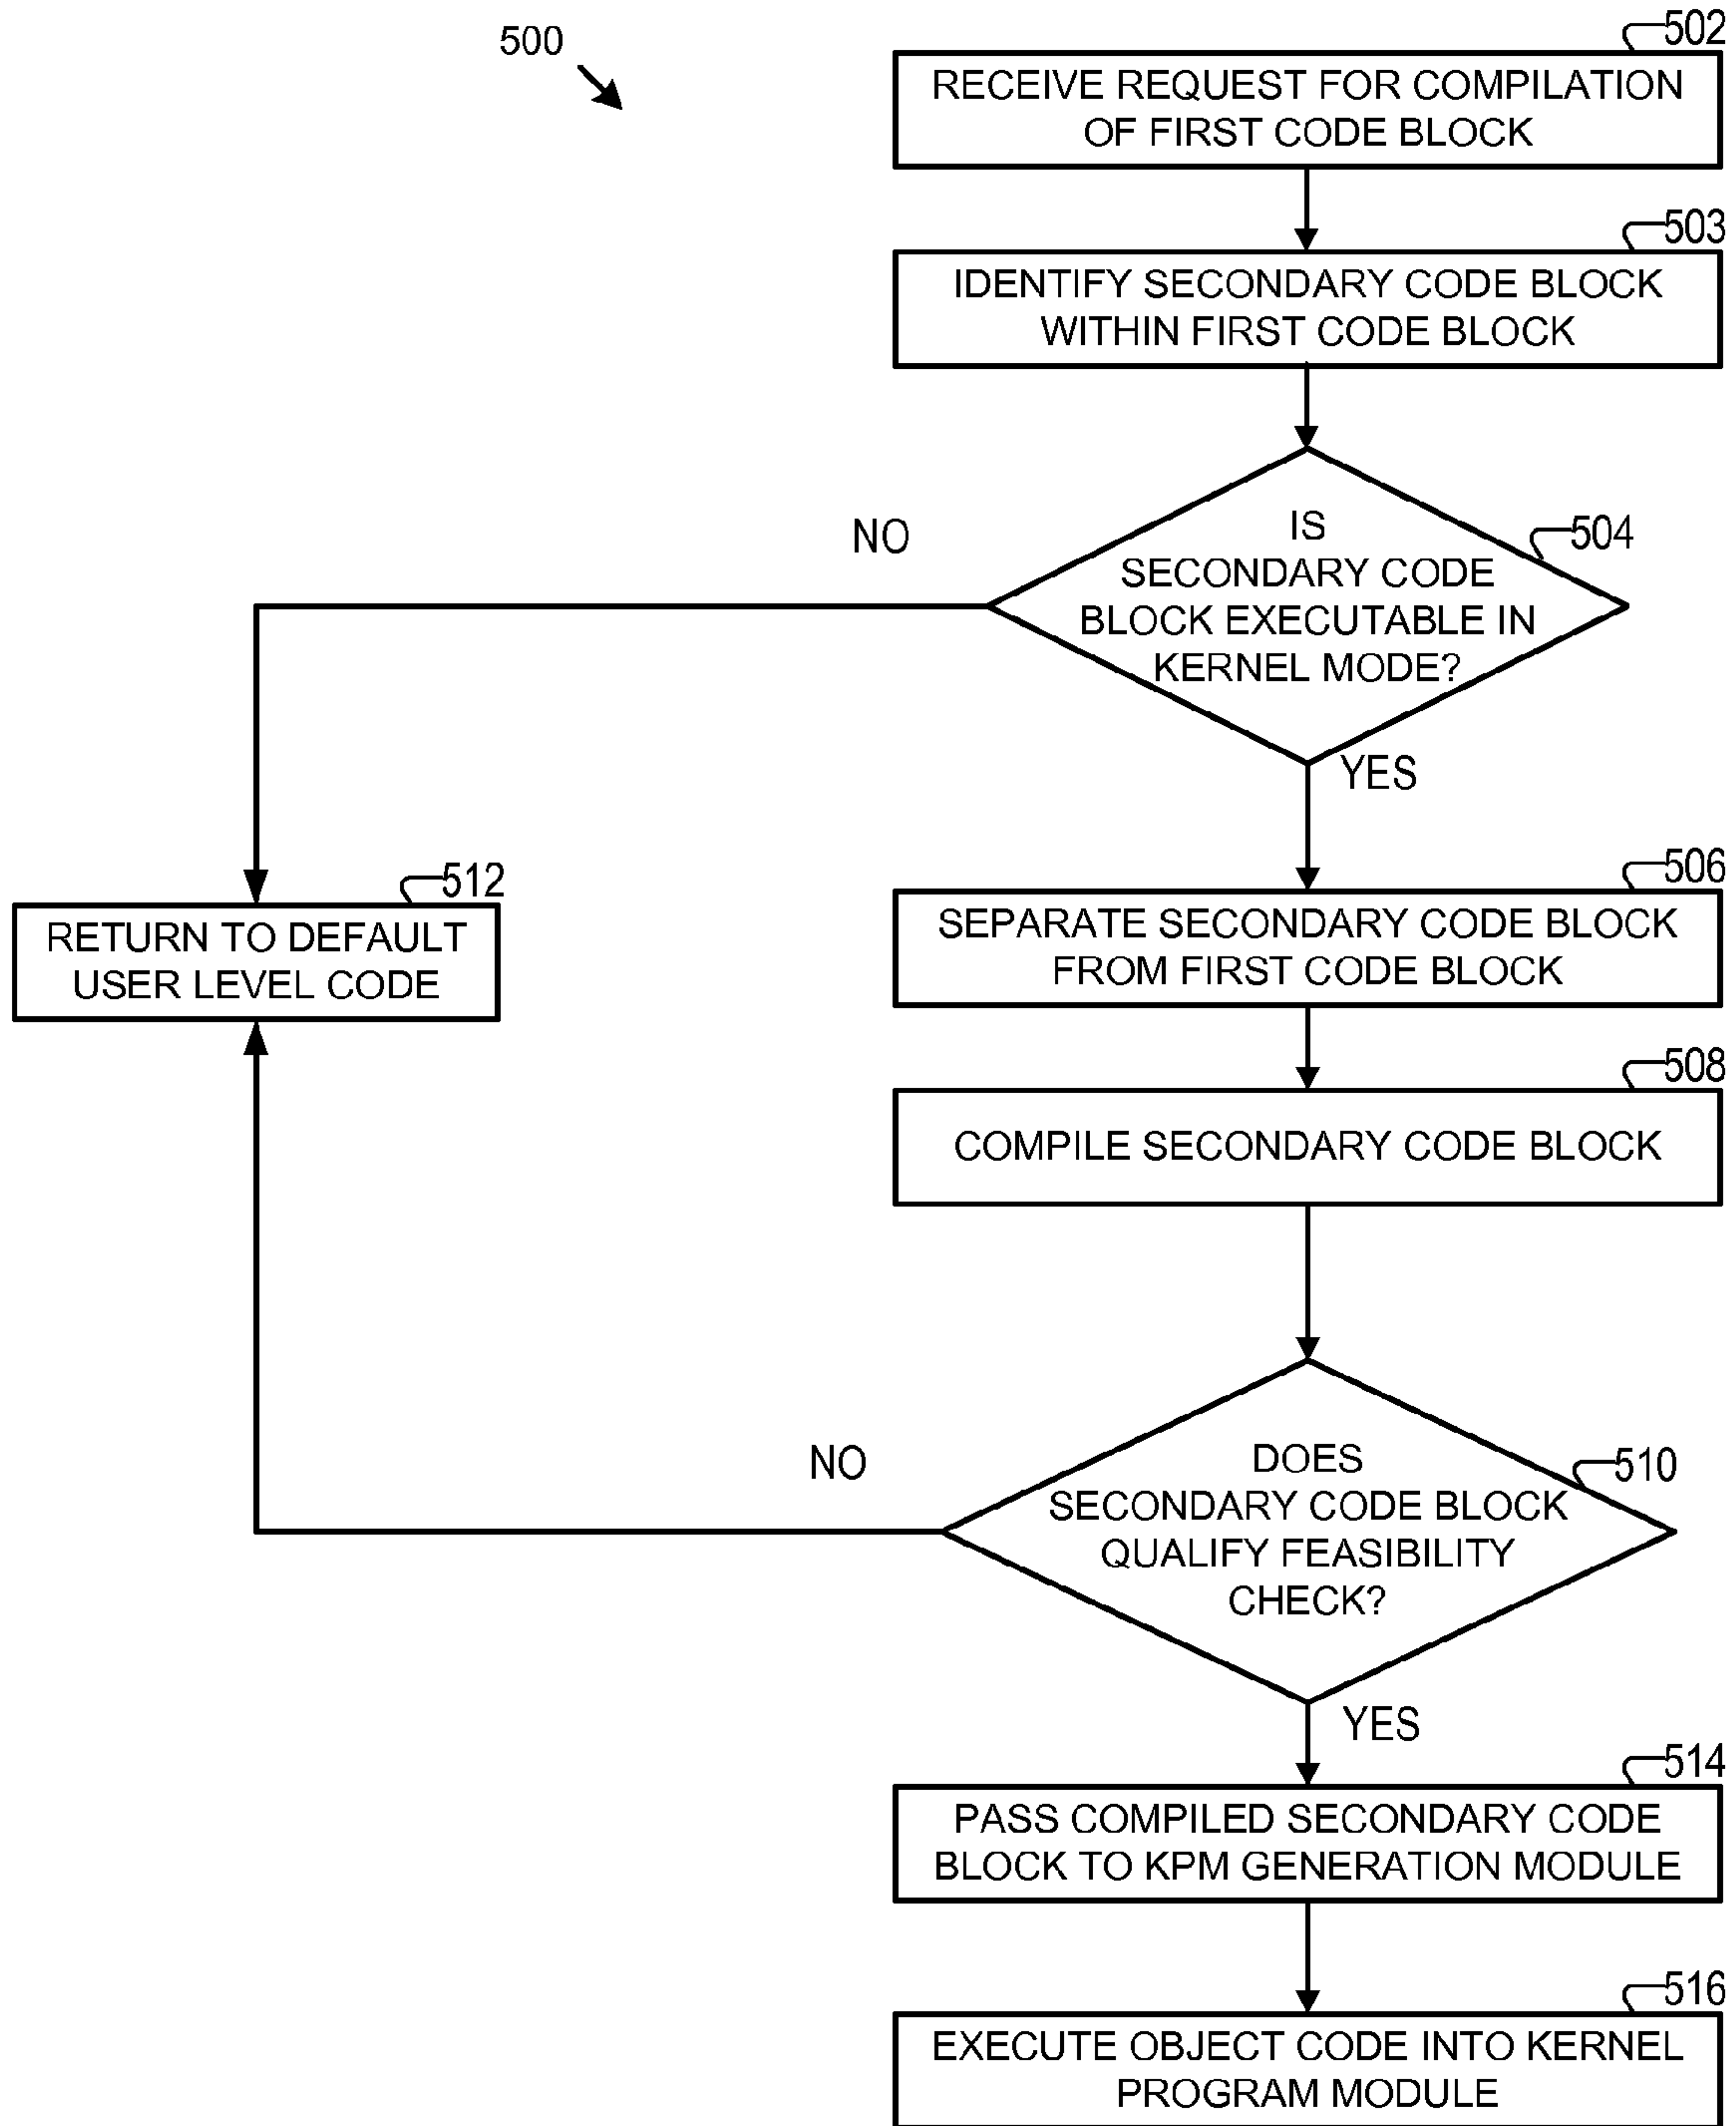 500
502
RECEIVE REQUEST FOR COMPILATION
OF FIRST CODE BLOCK
503
IDENTIFY SECONDARY CODE BLOCK
WITHIN FIRST CODE BLOCK
504
IS
SECONDARY CODE
BLOCK EXECUTABLE IN
KERNEL MODE?
NO
YES
506
SEPARATE SECONDARY CODE BLOCK
FROM FIRST CODE BLOCK
512
RETURN TO DEFAULT
USER LEVEL CODE
508
COMPILE SECONDARY CODE BLOCK
510
DOES
SECONDARY CODE BLOCK
QUALIFY FEASIBILITY
CHECK?
NO
YES
514
PASS COMPILED SECONDARY CODE
BLOCK TO KPM GENERATION MODULE
516
EXECUTE OBJECT CODE INTO KERNEL
PROGRAM MODULE